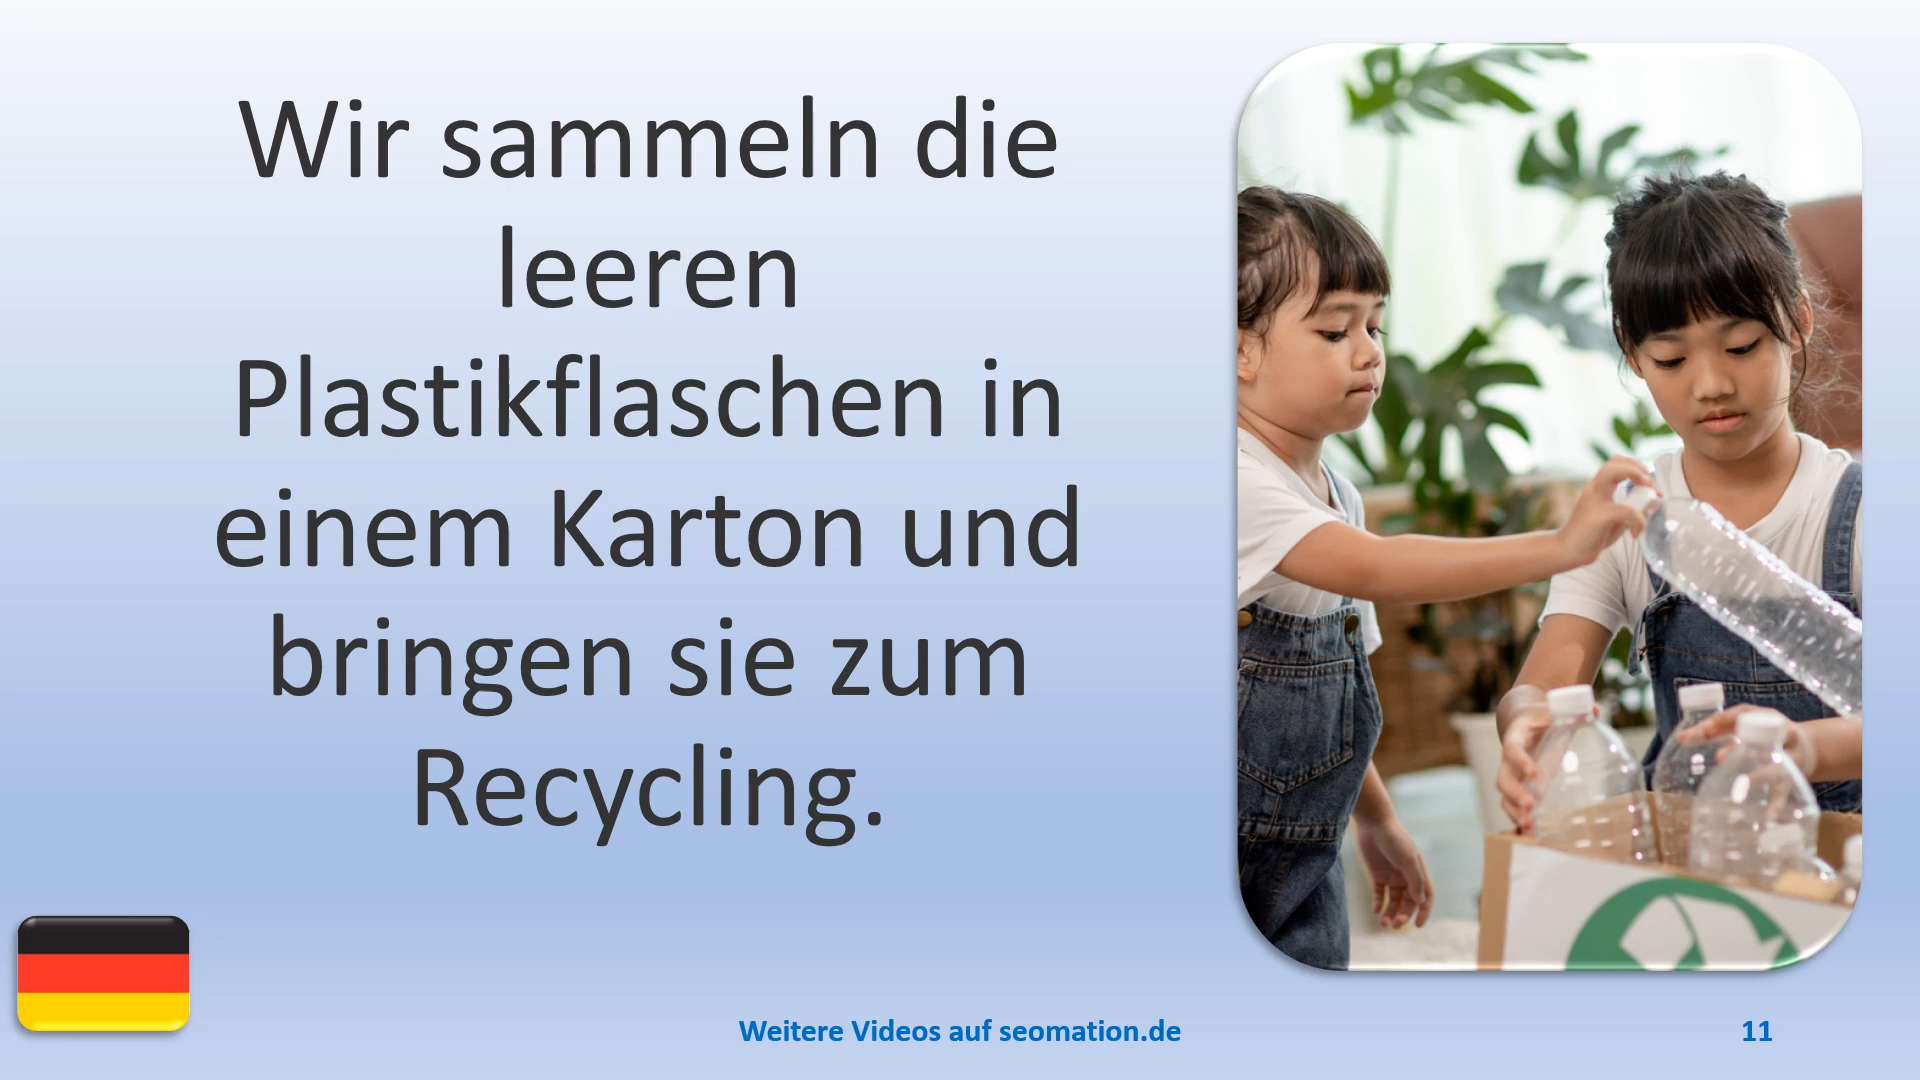 Wir sammeln die
leeren
Plastikflaschen in
einem Karton und
bringen sie zum
Recycling.
Weitere Videos auf seomation.de
11